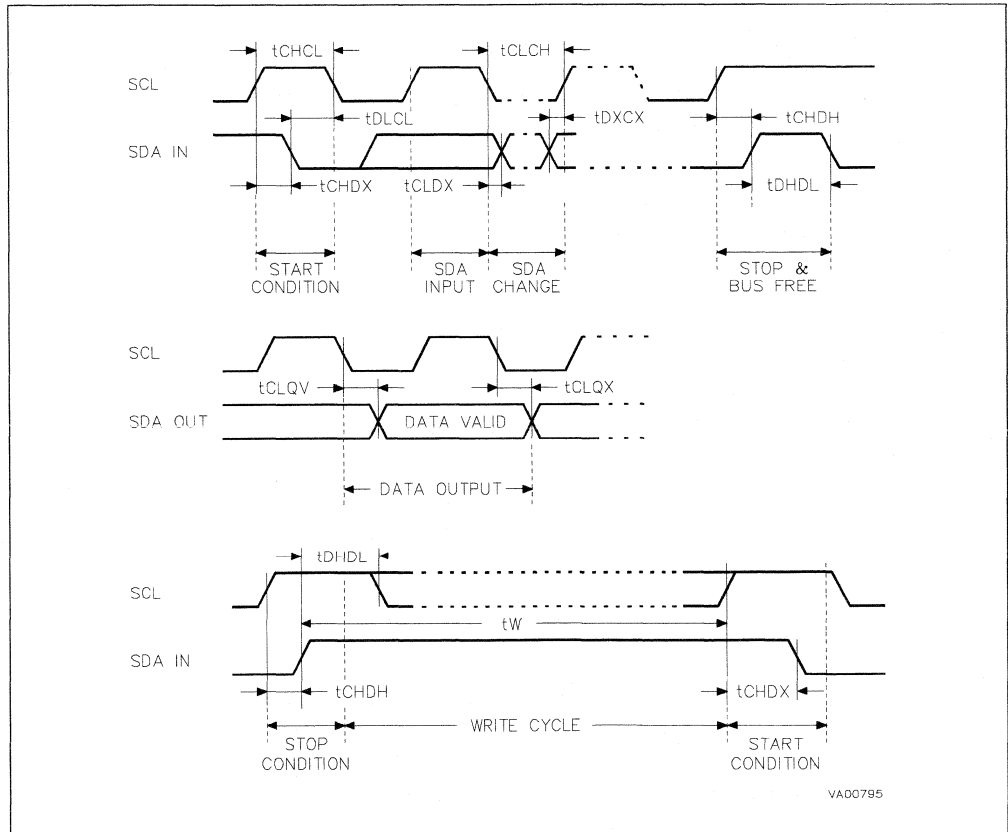 tCHCL
tCLCH
SCL
tDLCL
tDXCX
tCHDH
SDA IN
tCHDX
tCLDX
tDHDL
START
CONDITION
SDA
INPUT
SDA
CHANGE
STOP &
BUS FREE
SCL
tCLQV
tCLQX
SDA OUT
DATA VALID
DATA OUTPUT
tDHDL
SCL
tW
SDA IN
tCHDH
tCHDX
WRITE CYCLE
STOP
CONDITION
START
CONDITION
VA00795